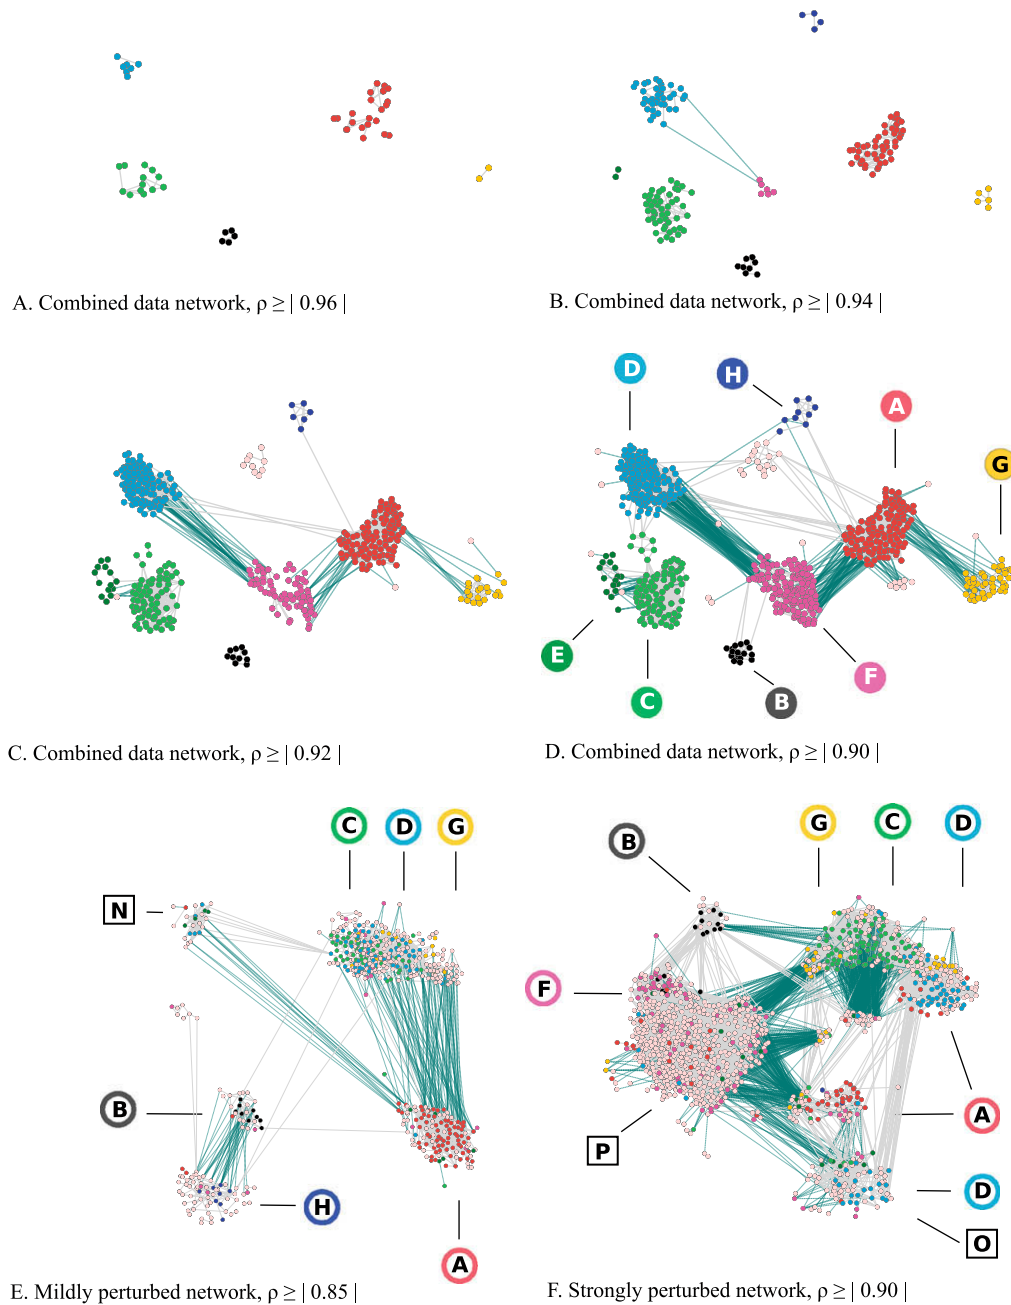 A. Combined data network, ρ ≥ | 0.96 |
B. Combined data network, ρ ≥ | 0.94 |
D
H
A
G
E
C
B
F
C. Combined data network, ρ ≥ | 0.92 |
D. Combined data network, ρ ≥ | 0.90 |
C
D
G
N
B
H
A
B
G
C
D
F
P
A
D
O
E. Mildly perturbed network, ρ ≥ | 0.85 |
F. Strongly perturbed network, ρ ≥ | 0.90 |